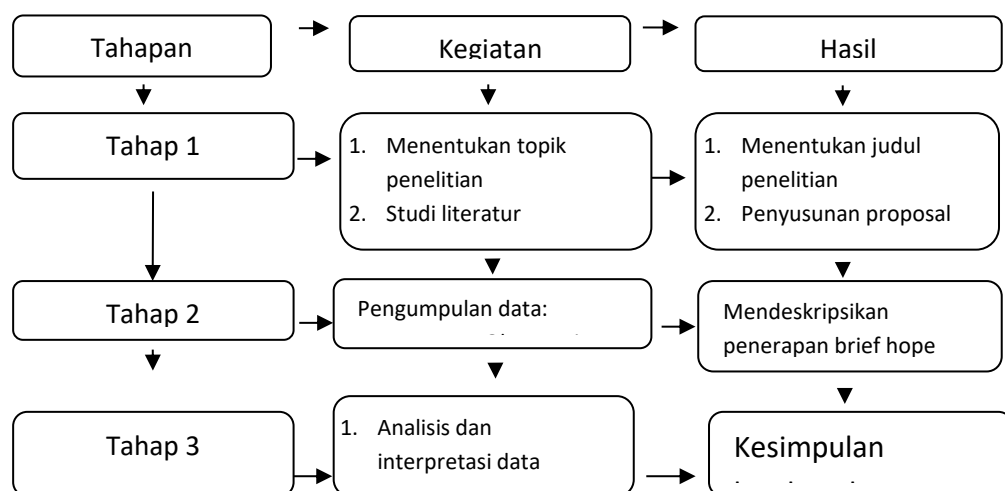 Tahapan
Kegiatan
Hasil
Tahap 1
1. Menentukan topik
penelitian
2. Studi literatur
1. Menentukan judul
penelitian
2. Penyusunan proposal
Tahap 2
Pengumpulan data:
Mendeskripsikan
penerapan brief hope
Tahap 3
1. Analisis dan
interpretasi data
Kesimpulan